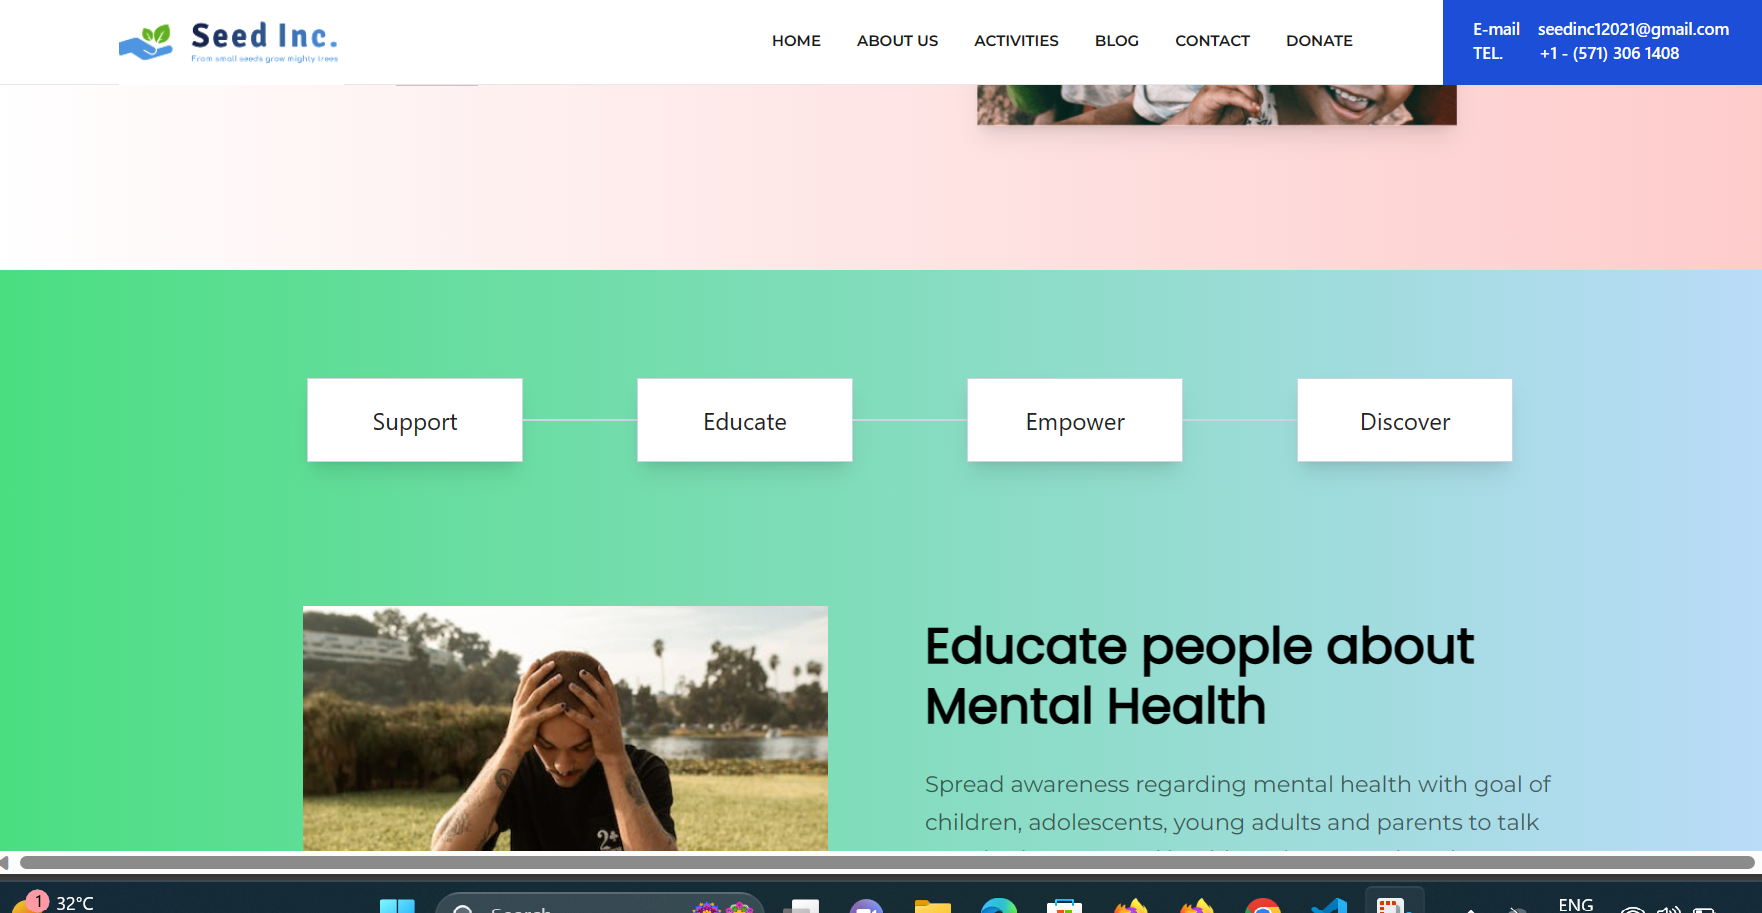 Seed Inc.
From small seeds grow mighty trees
HOME ABOUT US ACTIVITIES BLOG CONTACT DONATE
E-mail seedinc12021@gmail.com
TEL. +1 - (571) 306 1408
Support Educate Empower Discover
Educate people about
Mental Health
Spread awareness regarding mental health with goal of
children, adolescents, young adults and parents to talk
1 32°C
Search
ENG